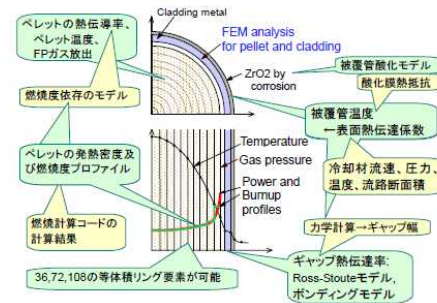 ペレットの熱伝導率、
ペレット温度、
FPガス放出
燃焼度依存のモデル
ペレットの発熱密度及
び燃焼度プロファイル
燃焼計算コードの
計算結果
36,72,108の等体積リング要素が可能
Cladding metal
FEM analysis
for pellet and cladding
ZrO2 by
corrosion
Temperature
Gas pressure
Power and
Burnup
profiles
被覆管酸化モデル
酸化膜熱抵抗
被覆管温度
←表面熱伝達係数
冷却材流速、圧力、
温度、流路断面積
力学計算→ギャップ幅
ギャップ熱伝達率:
Ross-Stouteモデル,
ボンディングモデル